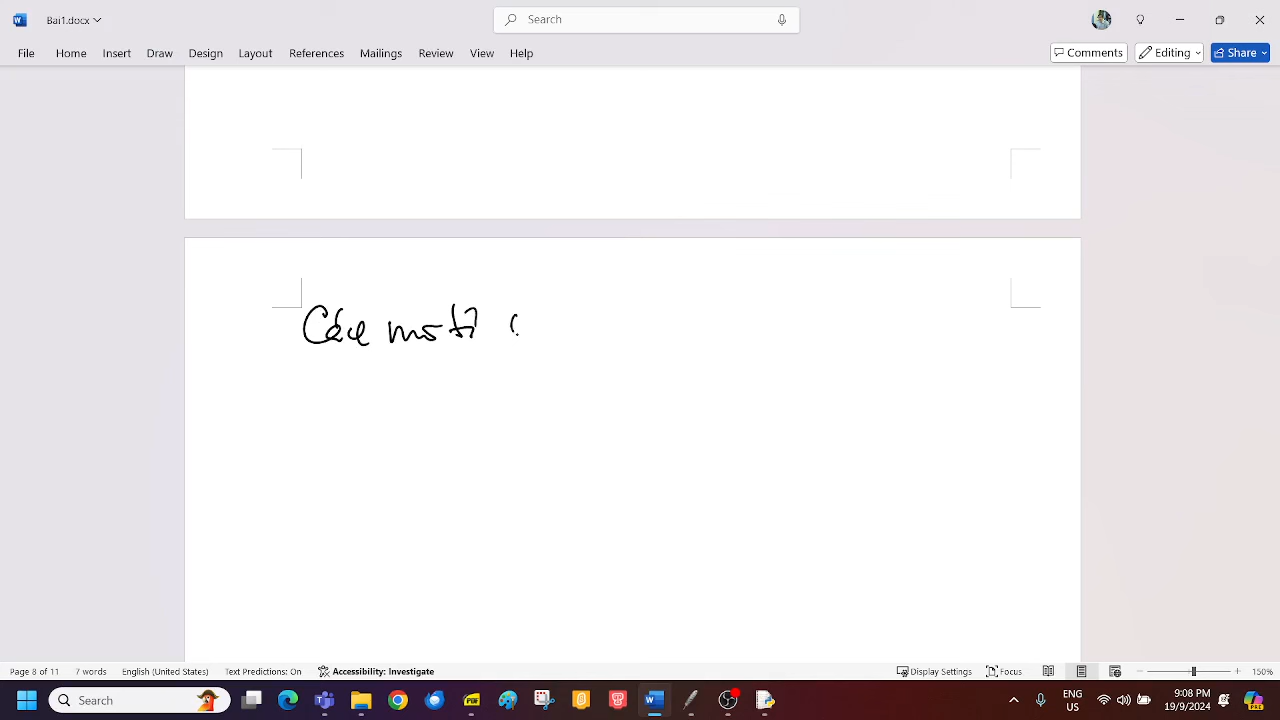 Bai1.docx
Search
File Home Insert Draw Design Layout References Mailings Review View Help
Comments Editing Share
Các
Page 8 of 11 7 words English (United States) Text Predictions: On Accessibility: Investigate Display Settings Focus 150%
Search
ENG
US
9:08 PM
19/9/2024